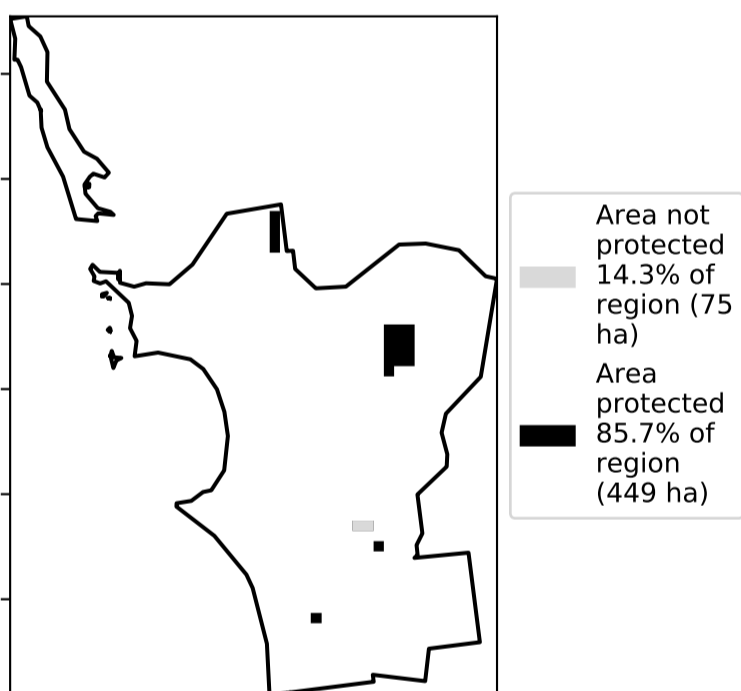 Area not
protected
14.3% of
region (75
ha)
Area
protected
85.7% of
region
(449 ha)